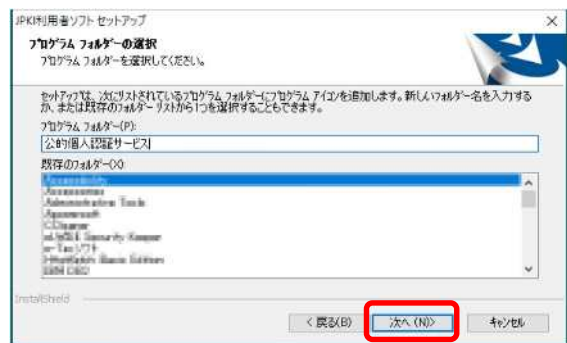 JPKI利用者ソフト セットアップ
プログラム フォルダーの選択
プログラム フォルダーを選択してください。
セットアップは、次にリストされているプログラム フォルダーにプログラム アイコンを追加します。新しいフォルダー名を入力する
か、または既存のフォルダー リストから1つを選択することもできます。
プログラム フォルダー(P):
公的個人認証サービス
既存のフォルダー(X):
Accessibility
Accessories
Administrative Tools
CCleaner
InstallShield
< 戻る(B)
次へ (N)>
キャンセル